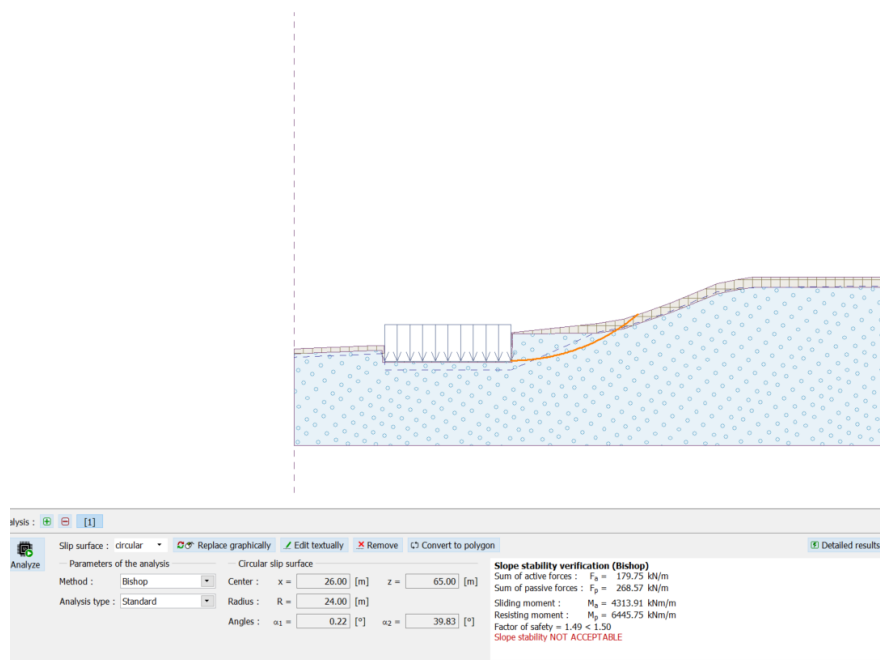 alysis : [1]
Analyze
Slip surface : circular Replace graphically Edit textually Remove Convert to polygon Detailed results
Parameters of the analysis
Method : Bishop
Analysis type : Standard
Circular slip surface
Center : x = 26.00 [m] z = 65.00 [m]
Radius : R = 24.00 [m]
Angles : α1 = 0.22 [°] α2 = 39.83 [°]
Slope stability verification (Bishop)
Sum of active forces : Fa = 179.75 kN/m
Sum of passive forces : Fp = 268.57 kN/m
Sliding moment : Ma = 4313.91 kNm/m
Resisting moment : Mp = 6445.75 kNm/m
Factor of safety = 1.49 < 1.50
Slope stability NOT ACCEPTABLE